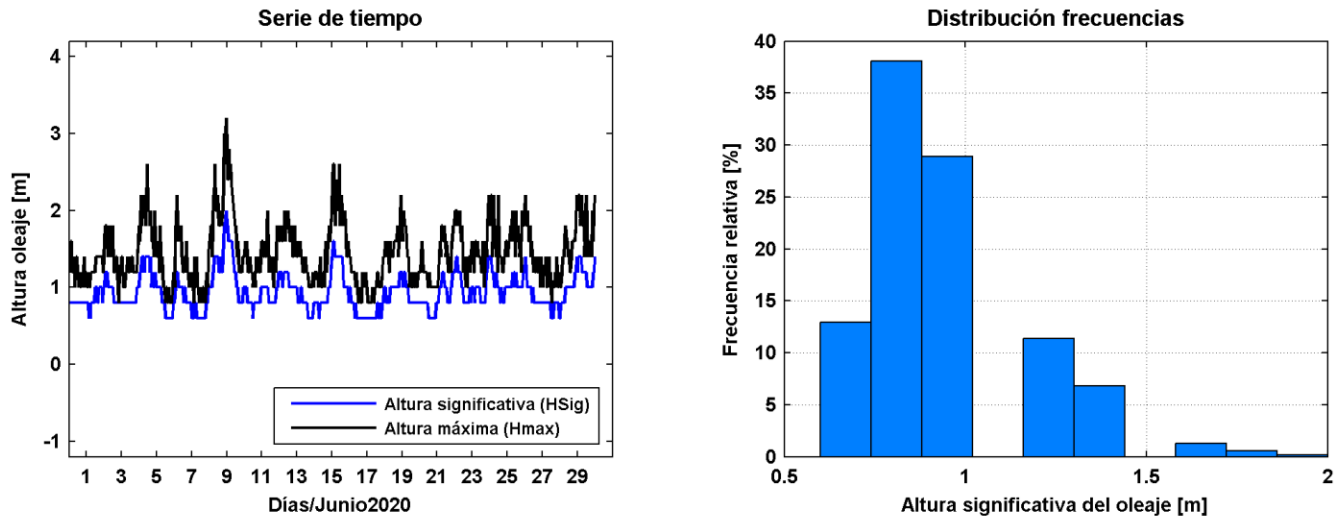 Serie de tiempo
4
3
2
1
0
-1
Altura oleaje [m]
Altura significativa (HSig)
Altura máxima (Hmax)
1 3 5 7 9 11 13 15 17 19 21 23 25 27 29
Días/Junio2020
Distribución frecuencias
40
35
30
25
20
15
10
5
0
Frecuencia relativa [%]
0.5 1 1.5 2
Altura significativa del oleaje [m]